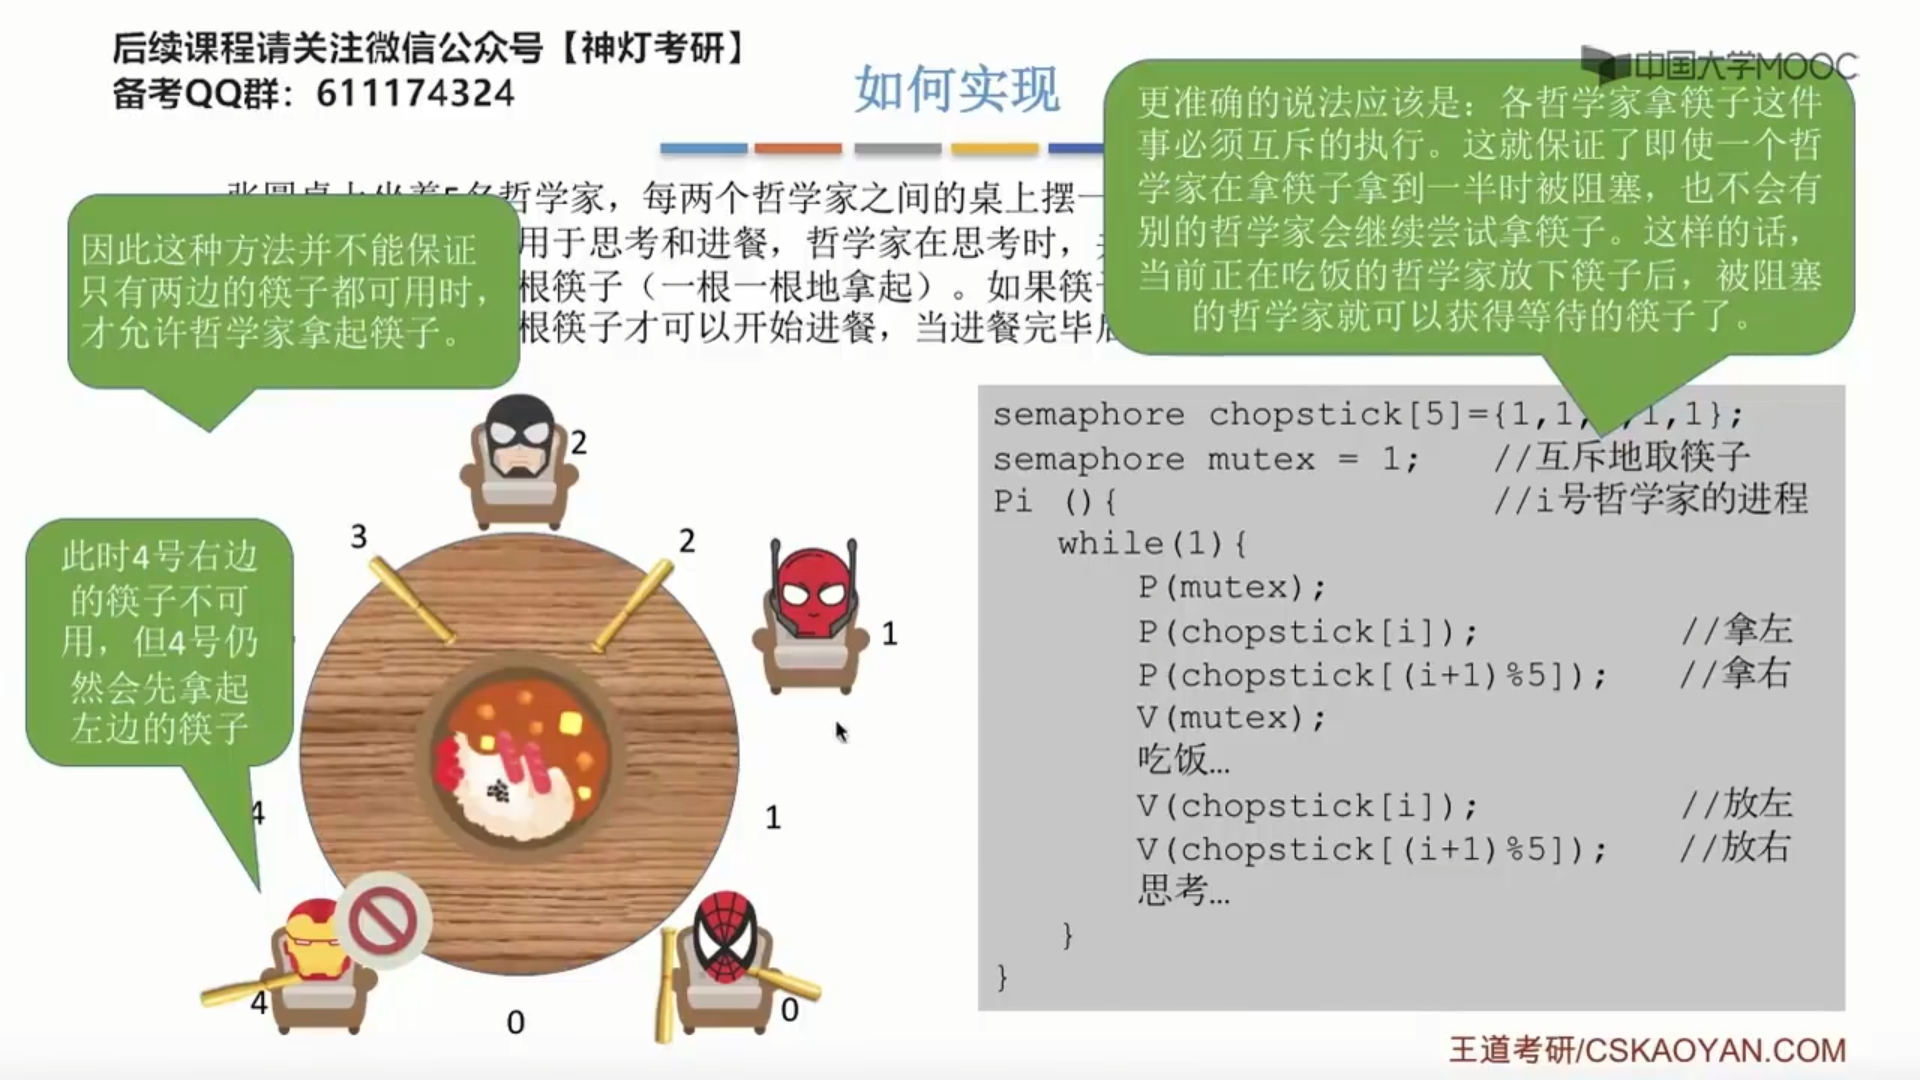 后续课程请关注微信公众号【神灯考研】
备考QQ群：611174324
中国大学MOOC
如何实现
哲学家，每两个哲学家之间的桌上摆一
用于思考和进餐，哲学家在思考时，
根筷子（一根一根地拿起）。如果筷
根筷子才可以开始进餐，当进餐完毕
更准确的说法应该是：各哲学家拿筷子这件
事必须互斥的执行。这就保证了即使一个哲
学家在拿筷子拿到一半时被阻塞，也不会有
别的哲学家会继续尝试拿筷子。这样的话，
当前正在吃饭的哲学家放下筷子后，被阻塞
的哲学家就可以获得等待的筷子了。
因此这种方法并不能保证
只有两边的筷子都可用时，
才允许哲学家拿起筷子。
此时4号右边
的筷子不可
用，但4号仍
然会先拿起
左边的筷子
2
3
2
1
4
1
4
0
0
semaphore chopstick[5]={1,1, ,1,1};
semaphore mutex = 1; //互斥地取筷子
Pi (){ //i号哲学家的进程
while(1){
P(mutex);
P(chopstick[i]); //拿左
P(chopstick[(i+1)%5]); //拿右
V(mutex);
吃饭…
V(chopstick[i]); //放左
V(chopstick[(i+1)%5]); //放右
思考…
}
}
王道考研/CSKAOYAN.COM